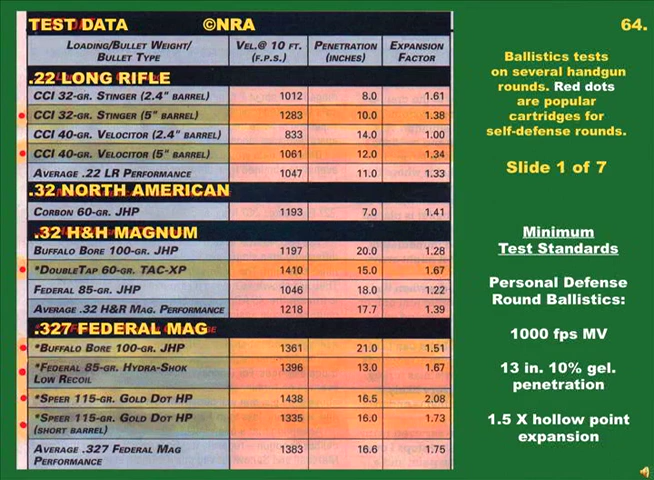 TEST DATA ©NRA
64.
LOADING/BULLET WEIGHT/
BULLET TYPE
VEL.@ 10 FT.
(F.P.S.)
PENETRATION
(INCHES)
EXPANSION
FACTOR
.22 LONG RIFLE
CCI 32-GR. STINGER (2.4" BARREL) 1012 8.0 1.61
CCI 32-GR. STINGER (5" BARREL) 1283 10.0 1.38
CCI 40-GR. VELOCITOR (2.4" BARREL) 833 14.0 1.00
CCI 40-GR. VELOCITOR (5" BARREL) 1061 12.0 1.34
AVERAGE .22 LR PERFORMANCE 1047 11.0 1.33
.32 NORTH AMERICAN
CORBON 60-GR. JHP 1193 7.0 1.41
.32 H&H MAGNUM
BUFFALO BORE 100-GR. JHP 1197 20.0 1.28
*DOUBLETAP 60-GR. TAC-XP 1410 15.0 1.67
FEDERAL 85-GR. JHP 1046 18.0 1.22
AVERAGE .32 H&R MAG. PERFORMANCE 1218 17.7 1.39
.327 FEDERAL MAG
*BUFFALO BORE 100-GR. JHP 1361 21.0 1.51
*FEDERAL 85-GR. HYDRA-SHOK
LOW RECOIL
1396 13.0 1.67
*SPEER 115-GR. GOLD DOT HP 1438 16.5 2.08
*SPEER 115-GR. GOLD DOT HP
(SHORT BARREL)
1335 16.0 1.73
AVERAGE .327 FEDERAL MAG
PERFORMANCE
1383 16.6 1.75
Ballistics tests
on several handgun
rounds. Red dots
are popular
cartridges for
self-defense rounds.
Slide 1 of 7
Minimum
Test Standards
Personal Defense
Round Ballistics:
1000 fps MV
13 in. 10% gel.
penetration
1.5 X hollow point
expansion